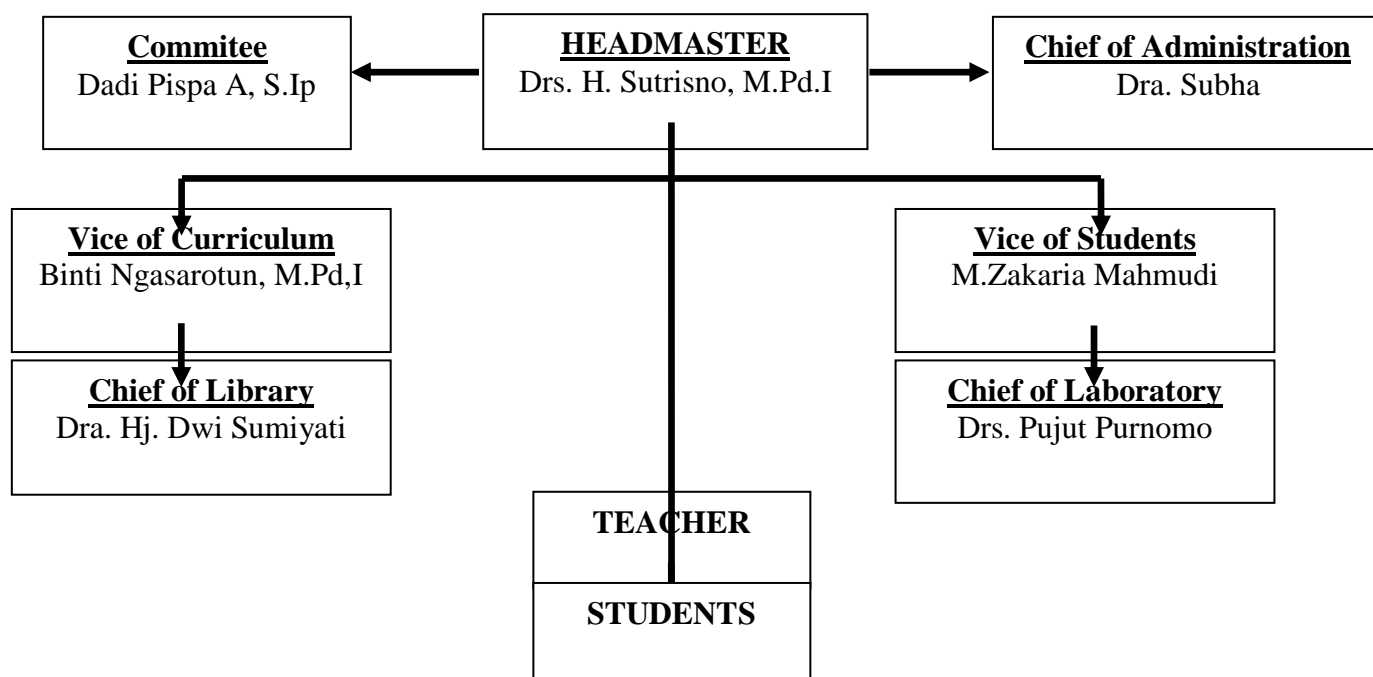 Commitee
Dadi Pispa A, S.Ip
HEADMASTER
Drs. H. Sutrisno, M.Pd.I
Chief of Administration
Dra. Subha
Vice of Curriculum
Binti Ngasarotun, M.Pd,I
Vice of Students
M.Zakaria Mahmudi
Chief of Library
Dra. Hj. Dwi Sumiyati
Chief of Laboratory
Drs. Pujut Purnomo
TEACHER
STUDENTS